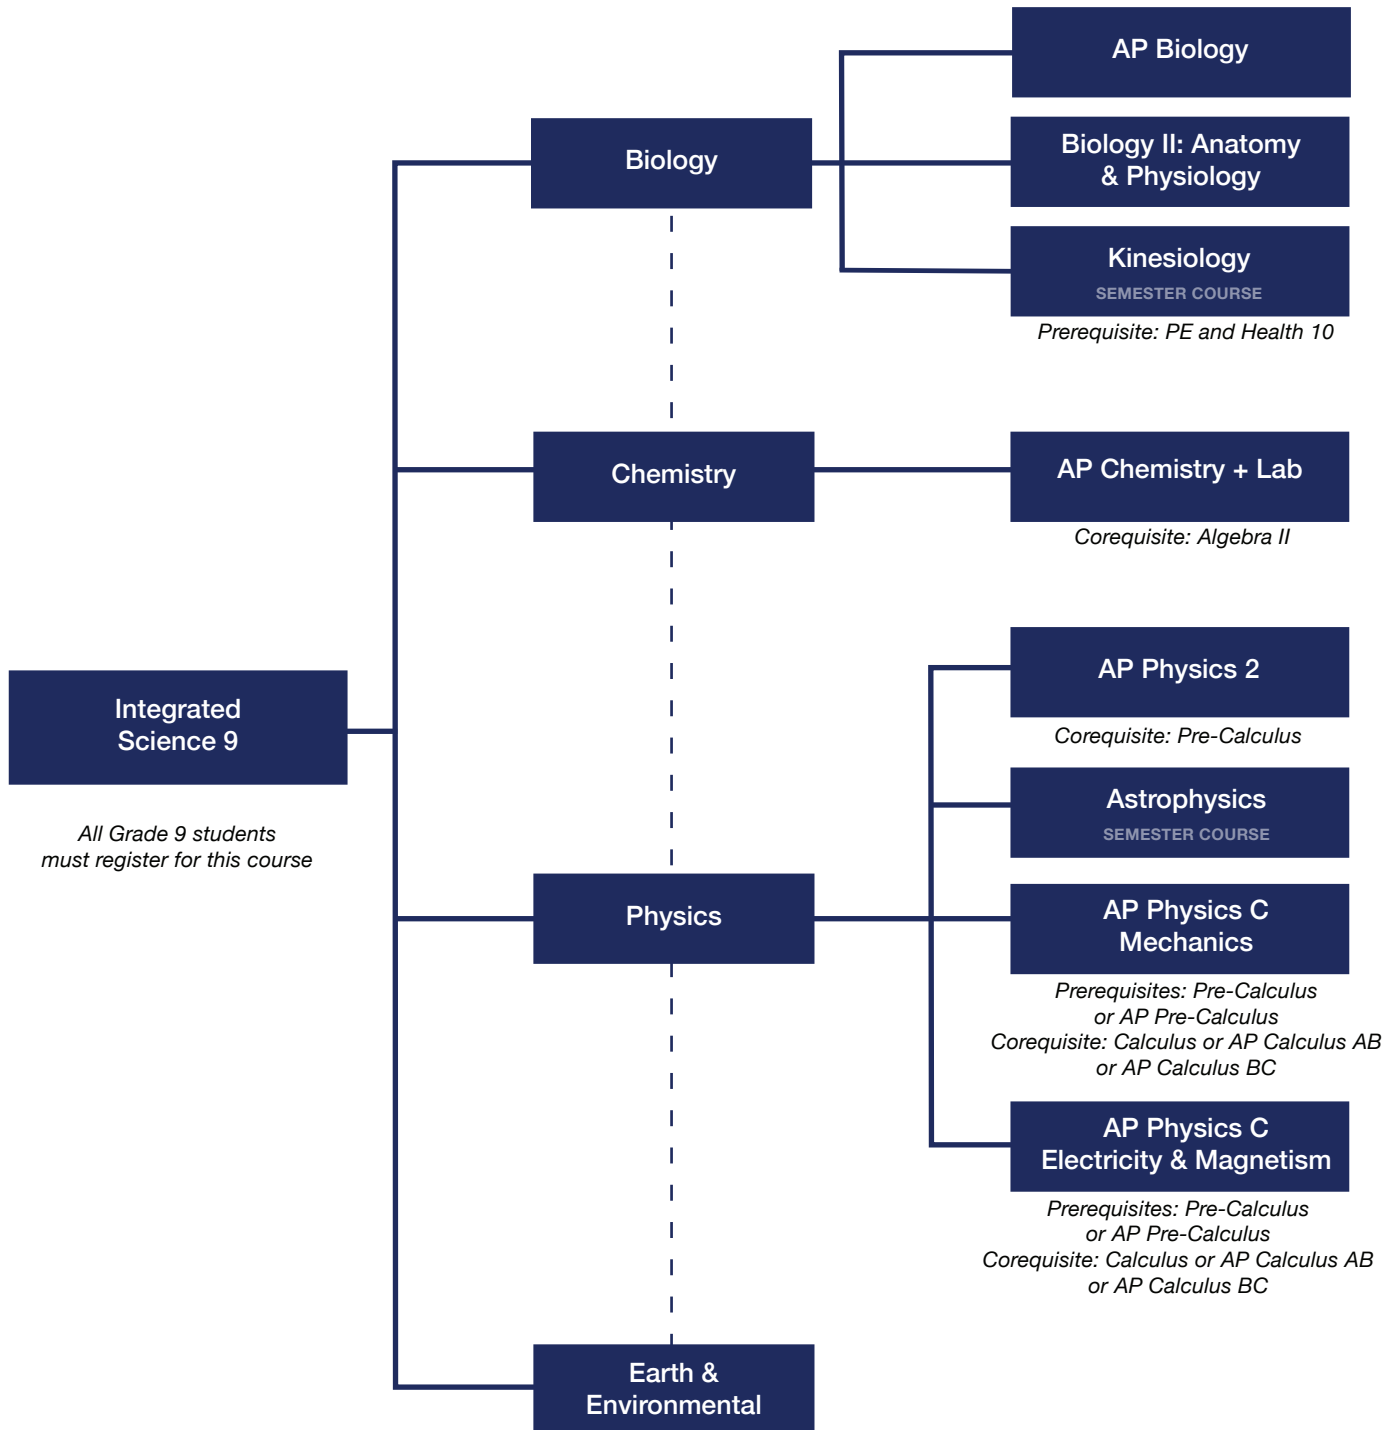 AP Biology
Biology II: Anatomy
& Physiology
Biology
Kinesiology
SEMESTER COURSE
Prerequisite: PE and Health 10
Chemistry
AP Chemistry + Lab
Corequisite: Algebra II
AP Physics 2
Corequisite: Pre-Calculus
Integrated
Science 9
All Grade 9 students
must register for this course
Astrophysics
SEMESTER COURSE
Physics
AP Physics C
Mechanics
Prerequisites: Pre-Calculus
or AP Pre-Calculus
Corequisite: Calculus or AP Calculus AB
or AP Calculus BC
AP Physics C
Electricity & Magnetism
Prerequisites: Pre-Calculus
or AP Pre-Calculus
Corequisite: Calculus or AP Calculus AB
or AP Calculus BC
Earth &
Environmental